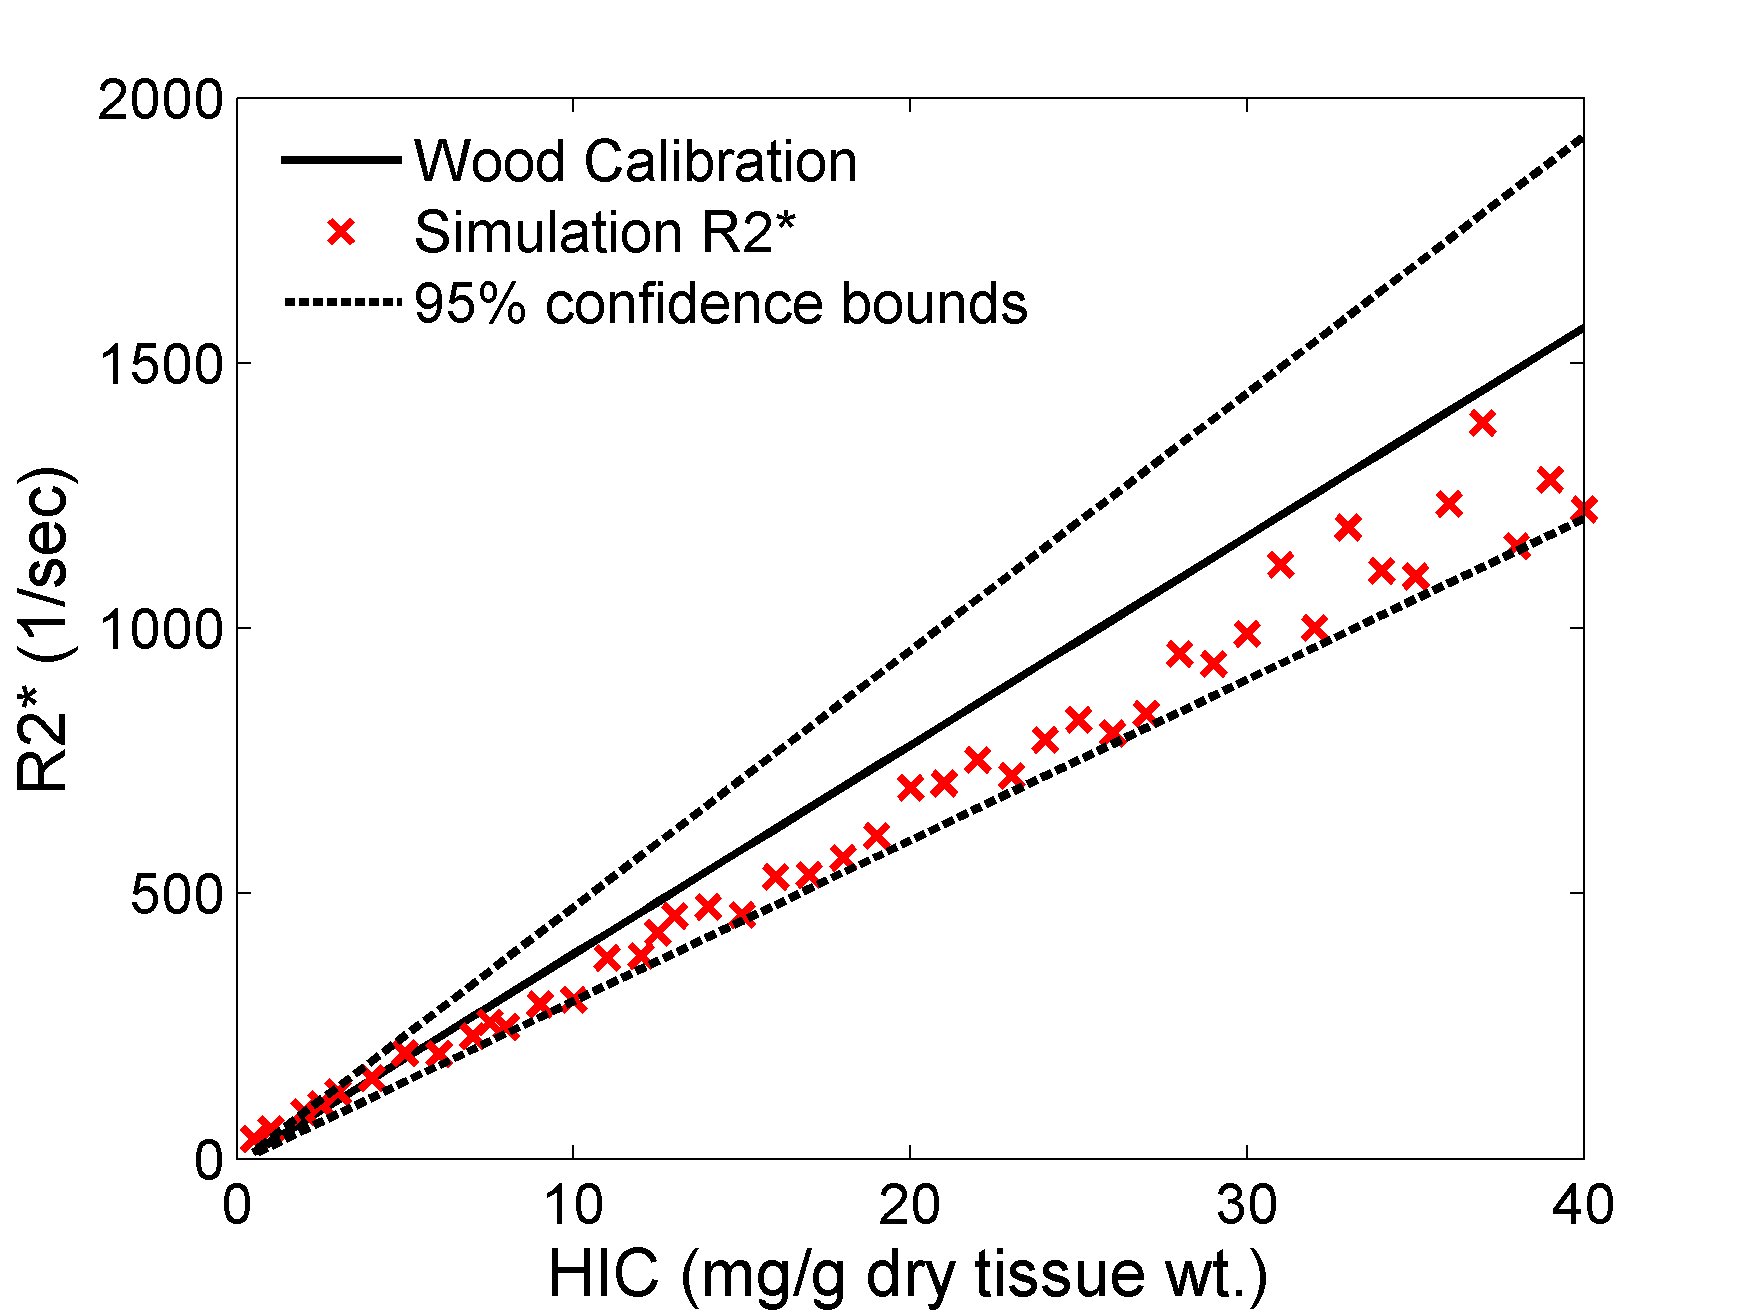 2000
1500
1000
500
0
R2* (1/sec)
Wood Calibration
Simulation R2*
95% confidence bounds
0 10 20 30 40
HIC (mg/g dry tissue wt.)